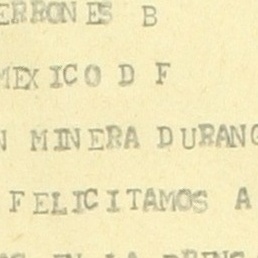 ERRONES B
MEXICO D F
N MINERA DURANG
FELICITAMOS A